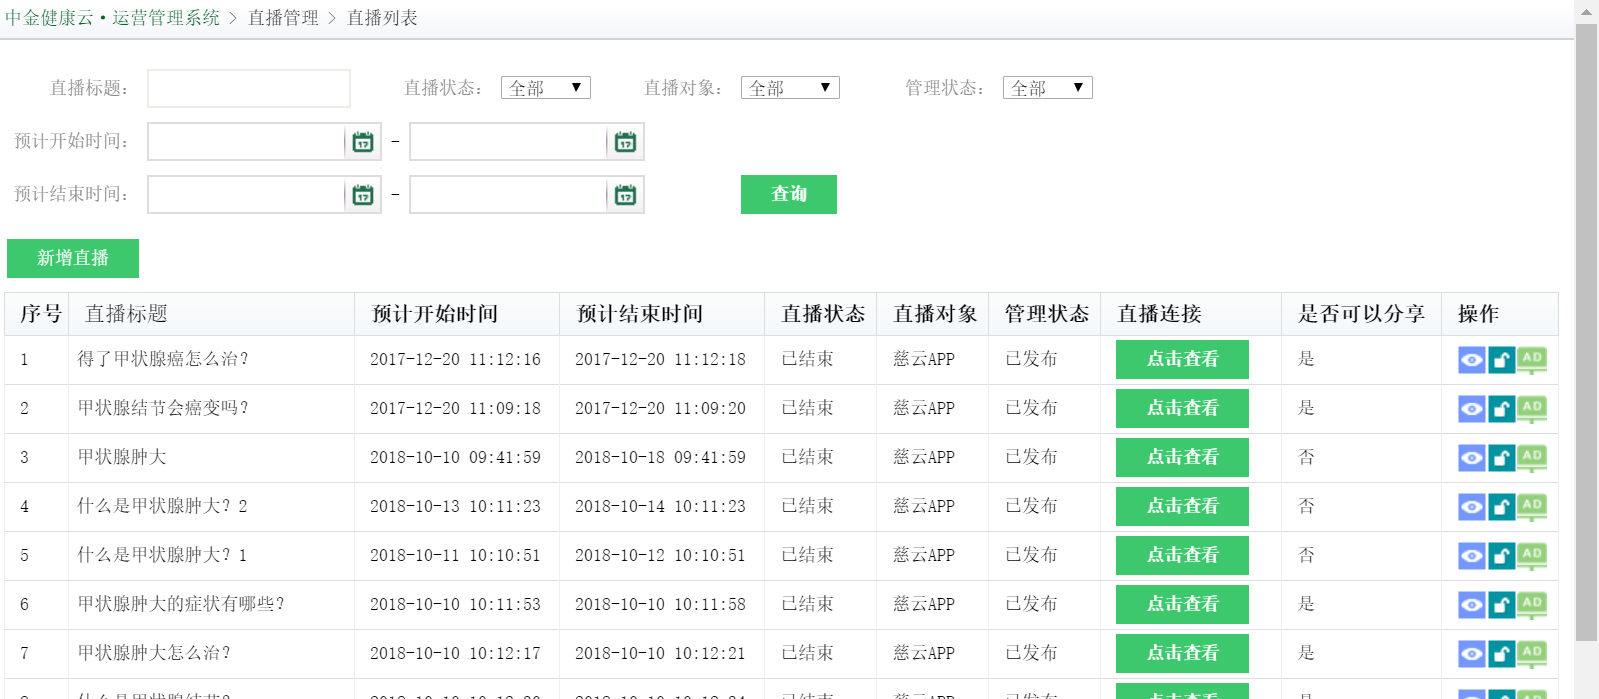 中金健康云·运营管理系统 > 直播管理 > 直播列表
直播标题: 直播状态: 全部 ▼ 直播对象: 全部 ▼ 管理状态: 全部 ▼
预计开始时间: 17 - 17
预计结束时间: 17 - 17 查询
新增直播
序号 直播标题 预计开始时间 预计结束时间 直播状态 直播对象 管理状态 直播连接 是否可以分享 操作
1 得了甲状腺癌怎么治? 2017-12-20 11:12:16 2017-12-20 11:12:18 已结束 慈云APP 已发布 点击查看 是 AD
2 甲状腺结节会癌变吗? 2017-12-20 11:09:18 2017-12-20 11:09:20 已结束 慈云APP 已发布 点击查看 是 AD
3 甲状腺肿大 2018-10-10 09:41:59 2018-10-18 09:41:59 已结束 慈云APP 已发布 点击查看 否 AD
4 什么是甲状腺肿大? 2 2018-10-13 10:11:23 2018-10-14 10:11:23 已结束 慈云APP 已发布 点击查看 否 AD
5 什么是甲状腺肿大? 1 2018-10-11 10:10:51 2018-10-12 10:10:51 已结束 慈云APP 已发布 点击查看 否 AD
6 甲状腺肿大的症状有哪些? 2018-10-10 10:11:53 2018-10-10 10:11:58 已结束 慈云APP 已发布 点击查看 是 AD
7 甲状腺肿大怎么治? 2018-10-10 10:12:17 2018-10-10 10:12:21 已结束 慈云APP 已发布 点击查看 是 AD